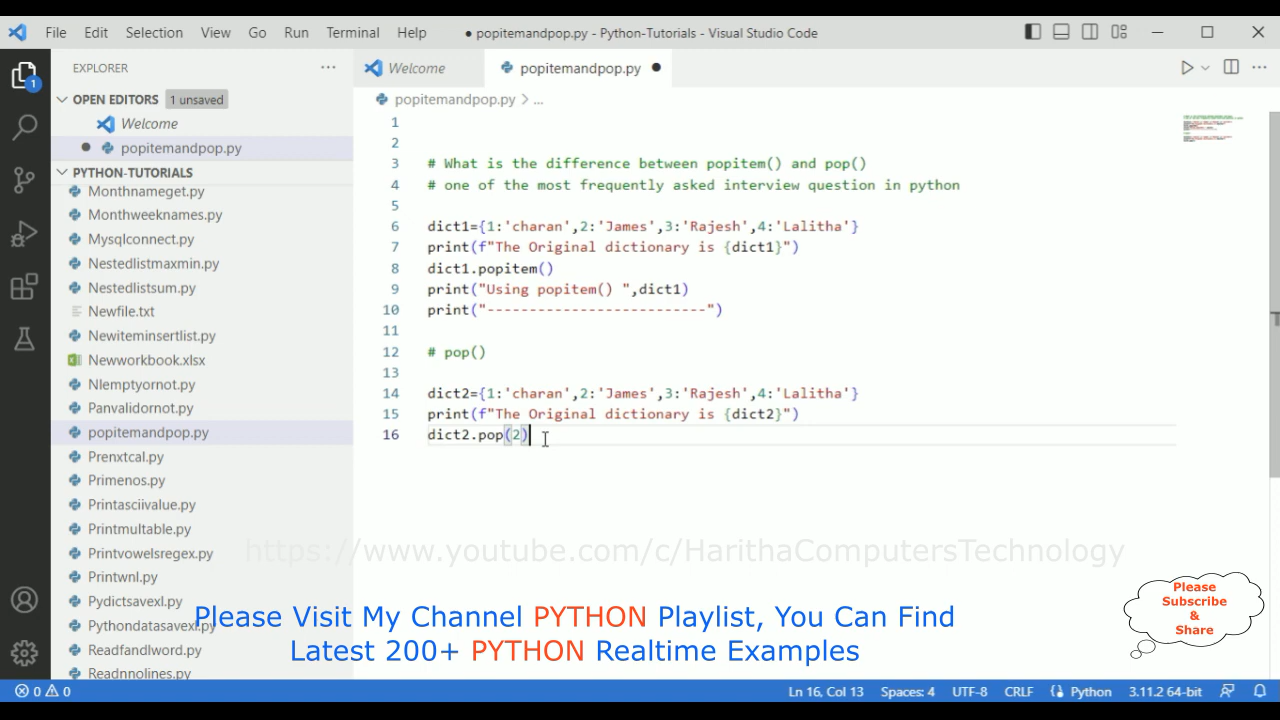 File Edit Selection View Go Run Terminal Help ● popitemandpop.py - Python-Tutorials - Visual Studio Code
EXPLORER ···
OPEN EDITORS 1 unsaved
Welcome
● popitemandpop.py
PYTHON-TUTORIALS
Monthnameget.py
Monthweeknames.py
Mysqlconnect.py
Nestedlistmaxmin.py
Nestedlistsum.py
Newfile.txt
Newiteminsertlist.py
Newworkbook.xlsx
Nlemptyornot.py
Panvalidornot.py
popitemandpop.py
Prenxtcal.py
Primenos.py
Printasciivalue.py
Printmultable.py
Printvowelsregex.py
Printwnl.py
Pydictsavexl.py
Pythondatasavexl.py
Readfandlword.py
Readnnolines.py
1
Welcome popitemandpop.py ●
popitemandpop.py > ...
1
2
3 # What is the difference between popitem() and pop()
4 # one of the most frequently asked interview question in python
5
6 dict1={1:'charan',2:'James',3:'Rajesh',4:'Lalitha'}
7 print(f"The Original dictionary is {dict1}")
8 dict1.popitem()
9 print("Using popitem() ",dict1)
10 print("--------------------------")
11
12 # pop()
13
14 dict2={1:'charan',2:'James',3:'Rajesh',4:'Lalitha'}
15 print(f"The Original dictionary is {dict2}")
16 dict2.pop(2)
https://www.youtube.com/c/HarithaComputersTechnology
Please Visit My Channel PYTHON Playlist, You Can Find
Latest 200+ PYTHON Realtime Examples
Please
Subscribe
&
Share
0 0 Ln 16, Col 13 Spaces: 4 UTF-8 CRLF Python 3.11.2 64-bit